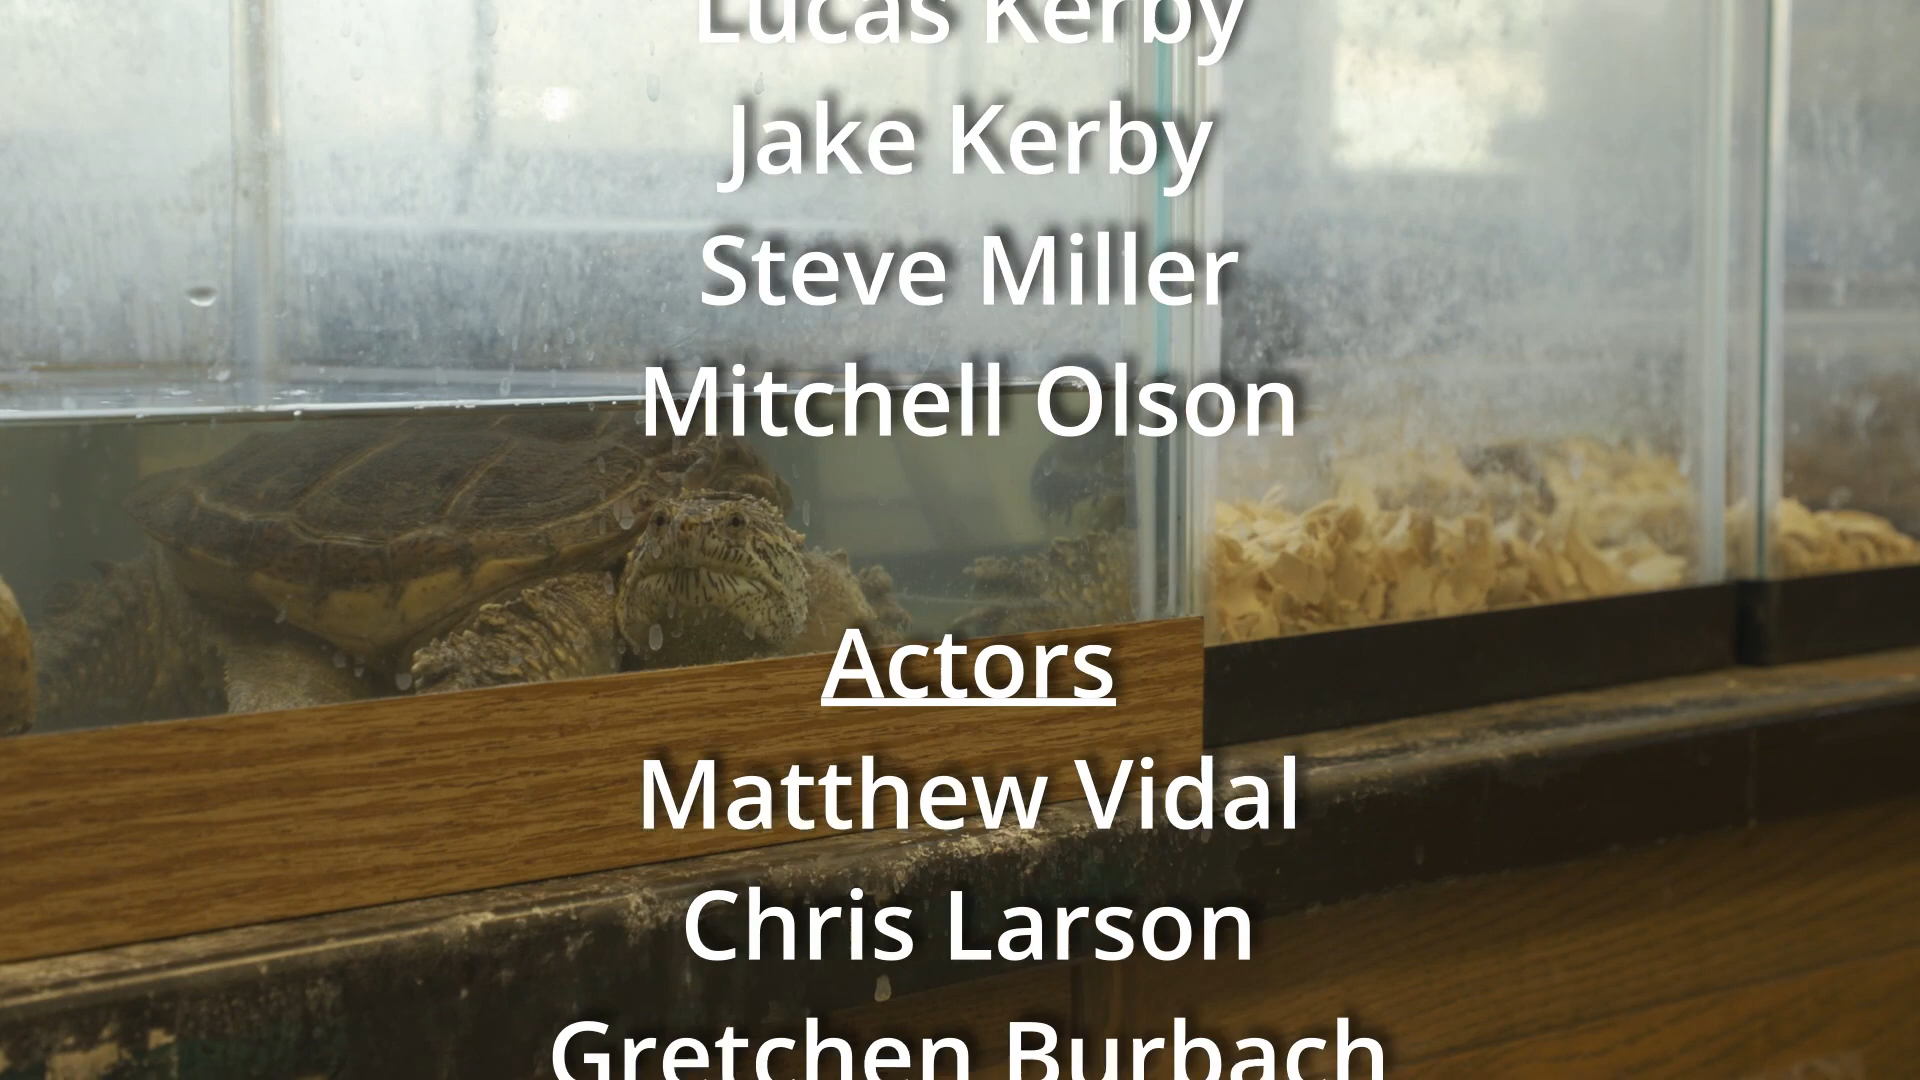 Lucas Kerby
Jake Kerby
Steve Miller
Mitchell Olson
Actors
Matthew Vidal
Chris Larson
Gretchen Burbach